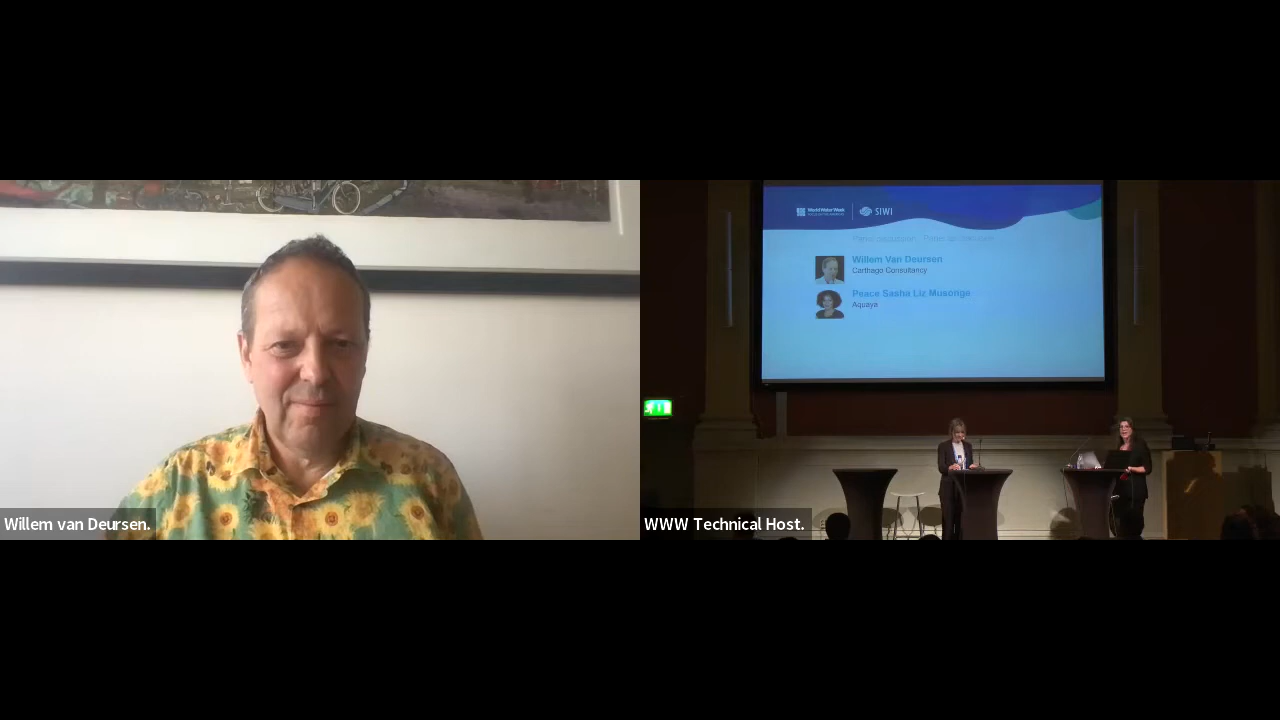 World Water Week
SIWI
Willem Van Deursen
Carthago Consultancy
Peace Sasha Liz Musonge
Aquaya
Willem van Deursen.
WWW Technical Host.